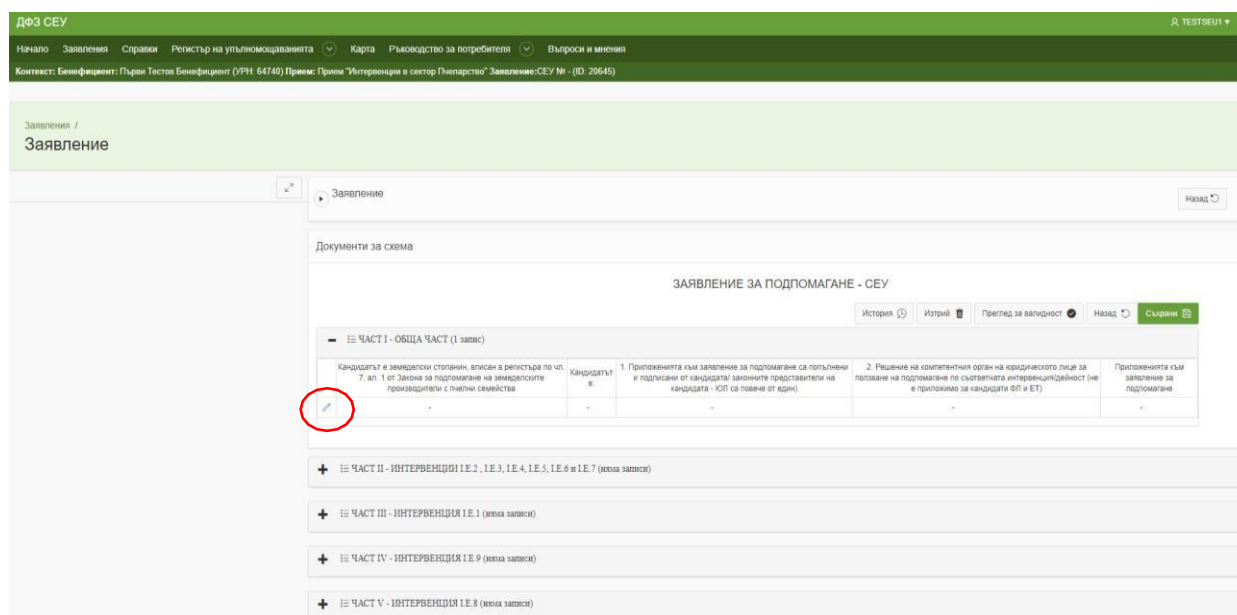 ДФЗ СЕУ
TESTSEU1
Начало Заявления Справки Регистър на упълномощаванията Карта Ръководство за потребителя Въпроси и мнения
Контекст: Бенефициент: Първи Тестов Бенефициент (УРН: 64740) Прием: Прием "Интервенции в сектор Пчеларство" Заявление:СЕУ № - (ID: 20645)
Заявления /
Заявление
Заявление
Назад
Документи за схема
ЗАЯВЛЕНИЕ ЗА ПОДПОМАГАНЕ - СЕУ
История Изтрий Преглед за валидност Назад Съхрани
ЧАСТ I - ОБЩА ЧАСТ (1 запис)
Кандидатът е земеделски стопанин, вписан в регистъра по чл.
7, ал. 1 от Закона за подпомагане на земеделските
производители с пчелни семейства
Кандидатът
е:
1. Приложенията към заявление за подпомагане са попълнени
и подписани от кандидата/ законните представители на
кандидата - ЮЛ са повече от един)
2. Решение на компетентния орган на юридическото лице за
ползване на подпомагане по съответната интервенция/дейност (не
е приложимо за кандидати ФЛ и ЕТ)
Приложенията към
заявление за
подпомагане
- - - - -
ЧАСТ II - ИНТЕРВЕНЦИИ I.E.2 , I.E.3, I.E.4, I.E.5, I.E.6 и I.E.7 (няма записи)
ЧАСТ III - ИНТЕРВЕНЦИЯ I.E.1 (няма записи)
ЧАСТ IV - ИНТЕРВЕНЦИЯ I.E.9 (няма записи)
ЧАСТ V - ИНТЕРВЕНЦИЯ I.E.8 (няма записи)